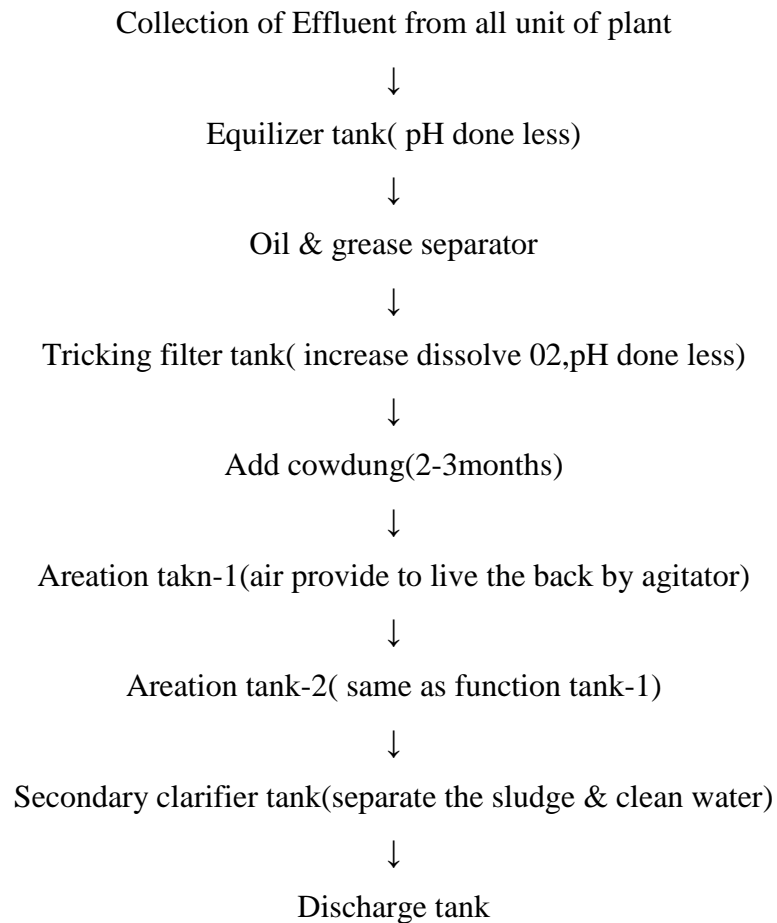 Collection of Effluent from all unit of plant
↓
Equilizer tank( pH done less)
↓
Oil & grease separator
↓
Tricking filter tank( increase dissolve 02,pH done less)
↓
Add cowdung(2-3months)
↓
Areation takn-1(air provide to live the back by agitator)
↓
Areation tank-2( same as function tank-1)
↓
Secondary clarifier tank(separate the sludge & clean water)
↓
Discharge tank